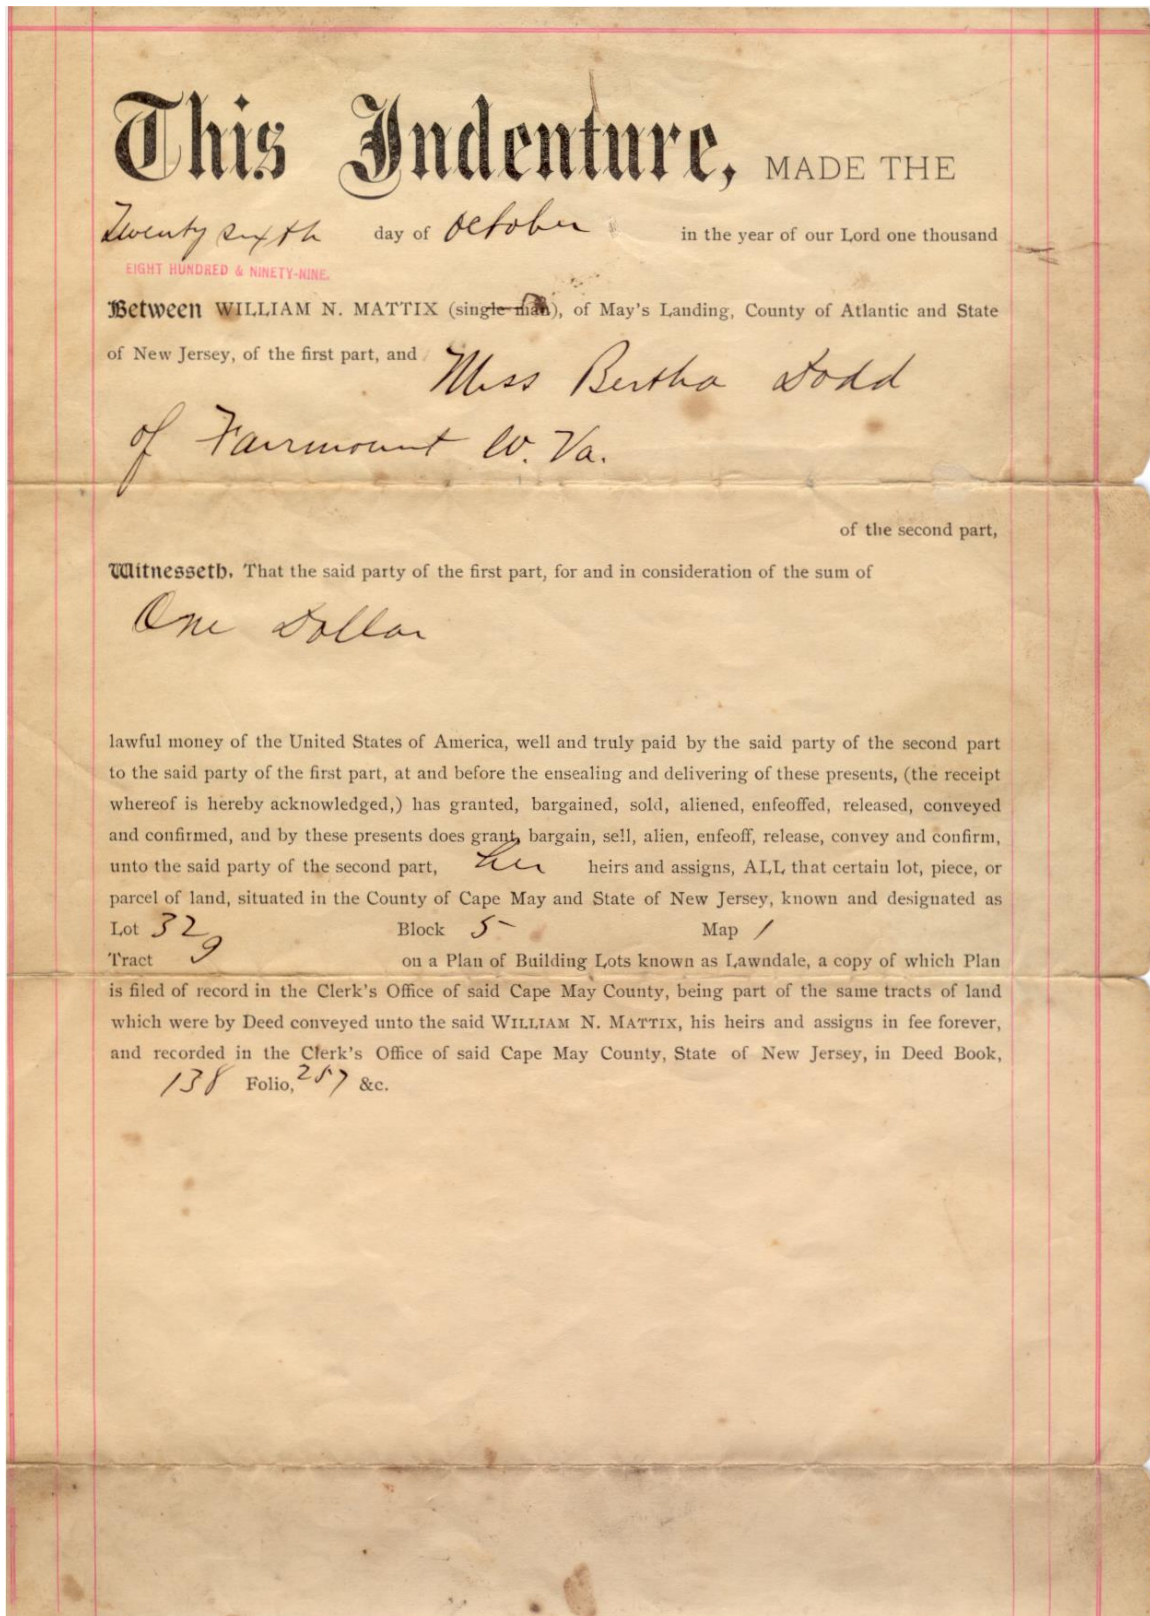 This Indenture, MADE THE
Twenty sixth day of October in the year of our Lord one thousand
EIGHT HUNDRED & NINETY-NINE.
Between WILLIAM N. MATTIX (single man), of May's Landing, County of Atlantic and State
of New Jersey, of the first part, and
Miss Bertha Dodd
of Fairmount W. Va.
of the second part,
Witnesseth, That the said party of the first part, for and in consideration of the sum of
One Dollar
lawful money of the United States of America, well and truly paid by the said party of the second part
to the said party of the first part, at and before the ensealing and delivering of these presents, (the receipt
whereof is hereby acknowledged,) has granted, bargained, sold, aliened, enfeoffed, released, conveyed
and confirmed, and by these presents does grant, bargain, sell, alien, enfeoff, release, convey and confirm,
unto the said party of the second part, her heirs and assigns, ALL that certain lot, piece, or
parcel of land, situated in the County of Cape May and State of New Jersey, known and designated as
Lot 32 Block 5 Map 1
Tract 9 on a Plan of Building Lots known as Lawndale, a copy of which Plan
is filed of record in the Clerk's Office of said Cape May County, being part of the same tracts of land
which were by Deed conveyed unto the said WILLIAM N. MATTIX, his heirs and assigns in fee forever,
and recorded in the Clerk's Office of said Cape May County, State of New Jersey, in Deed Book,
138 Folio, 257 &c.